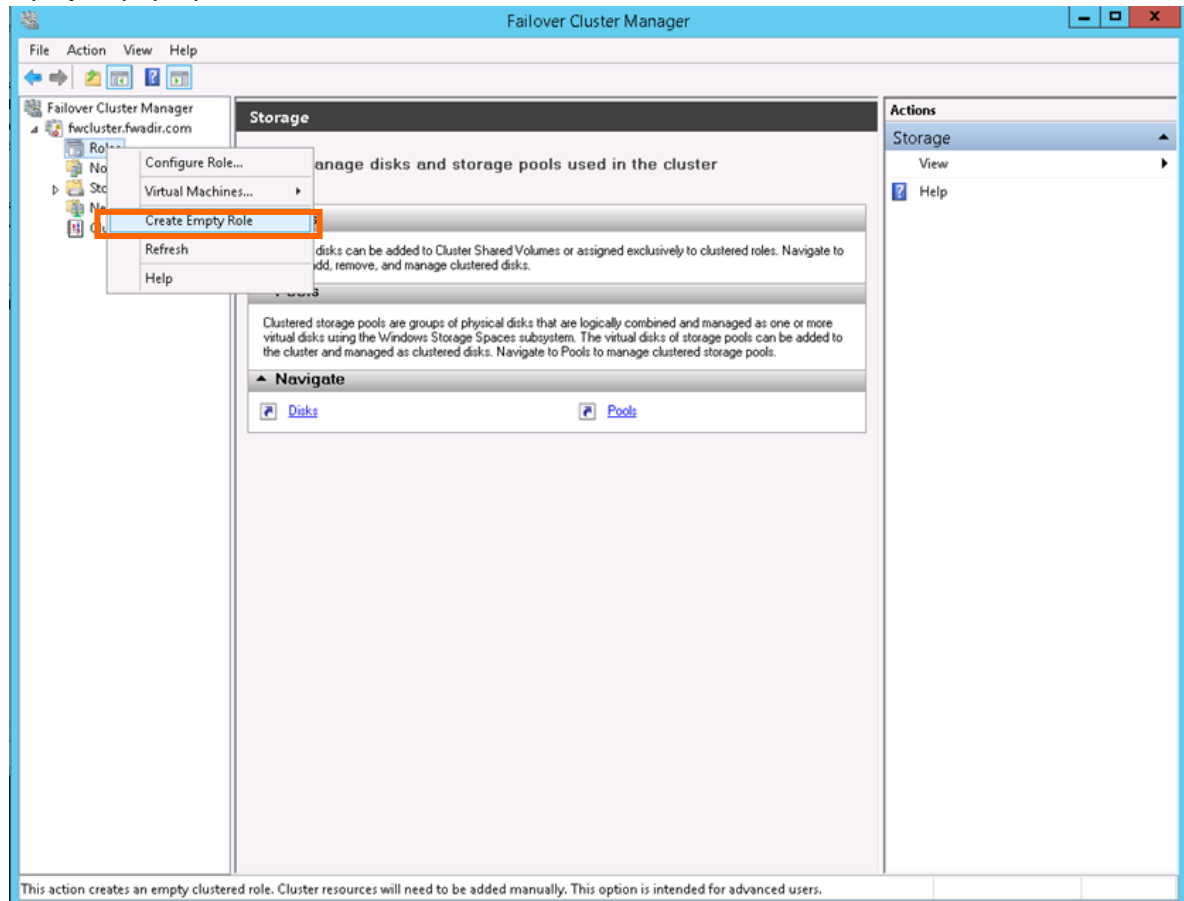 Failover Cluster Manager
File Action View Help
Failover Cluster Manager
fwcluster.fwadir.com
Configure Role...
Virtual Machines...
Create Empty Role
Refresh
Help
Storage
anage disks and storage pools used in the cluster
disks can be added to Cluster Shared Volumes or assigned exclusively to clustered roles. Navigate to
add, remove, and manage clustered disks.
Clustered storage pools are groups of physical disks that are logically combined and managed as one or more
virtual disks using the Windows Storage Spaces subsystem. The virtual disks of storage pools can be added to
the cluster and managed as clustered disks. Navigate to Pools to manage clustered storage pools.
Navigate
Disks Pools
Actions
Storage
View
Help
This action creates an empty clustered role. Cluster resources will need to be added manually. This option is intended for advanced users.